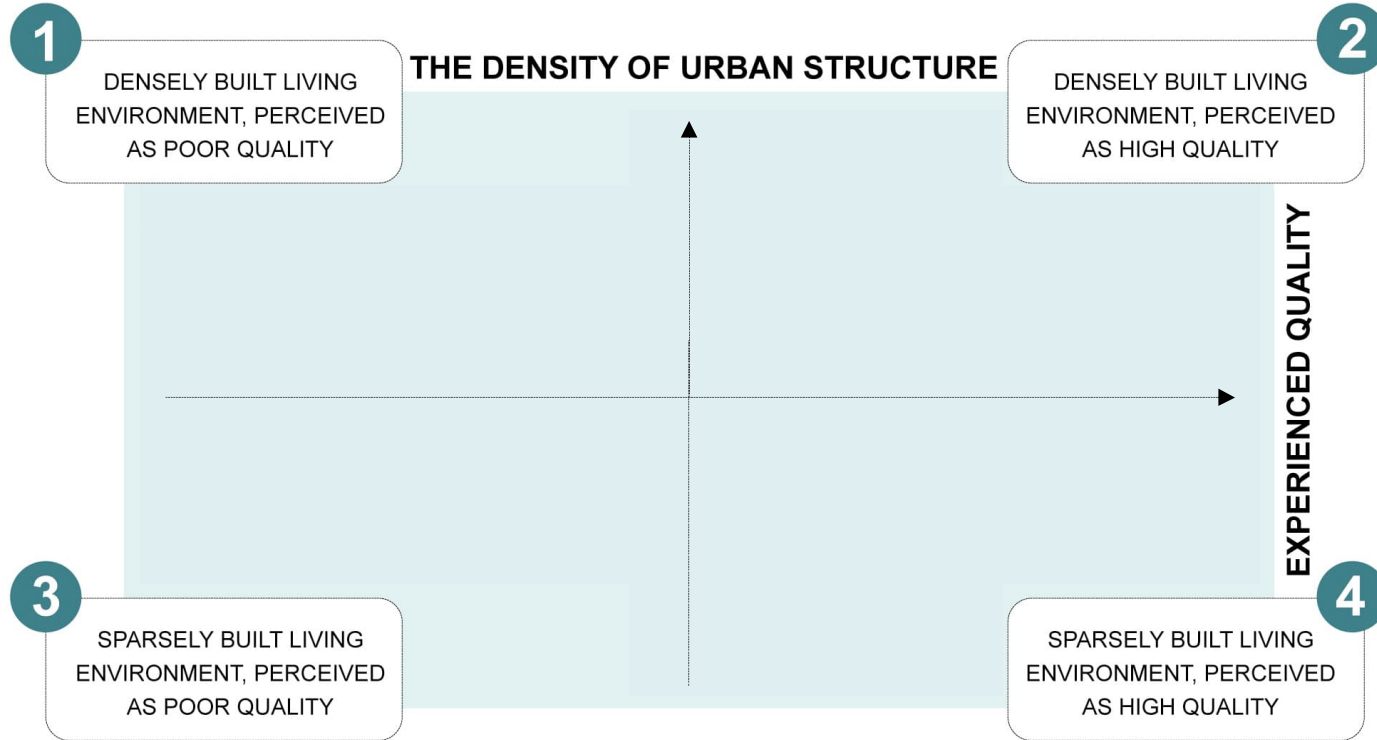 1
DENSELY BUILT LIVING
ENVIRONMENT, PERCEIVED
AS POOR QUALITY
THE DENSITY OF URBAN STRUCTURE
2
DENSELY BUILT LIVING
ENVIRONMENT, PERCEIVED
AS HIGH QUALITY
EXPERIENCED QUALITY
3
SPARSELY BUILT LIVING
ENVIRONMENT, PERCEIVED
AS POOR QUALITY
4
SPARSELY BUILT LIVING
ENVIRONMENT, PERCEIVED
AS HIGH QUALITY